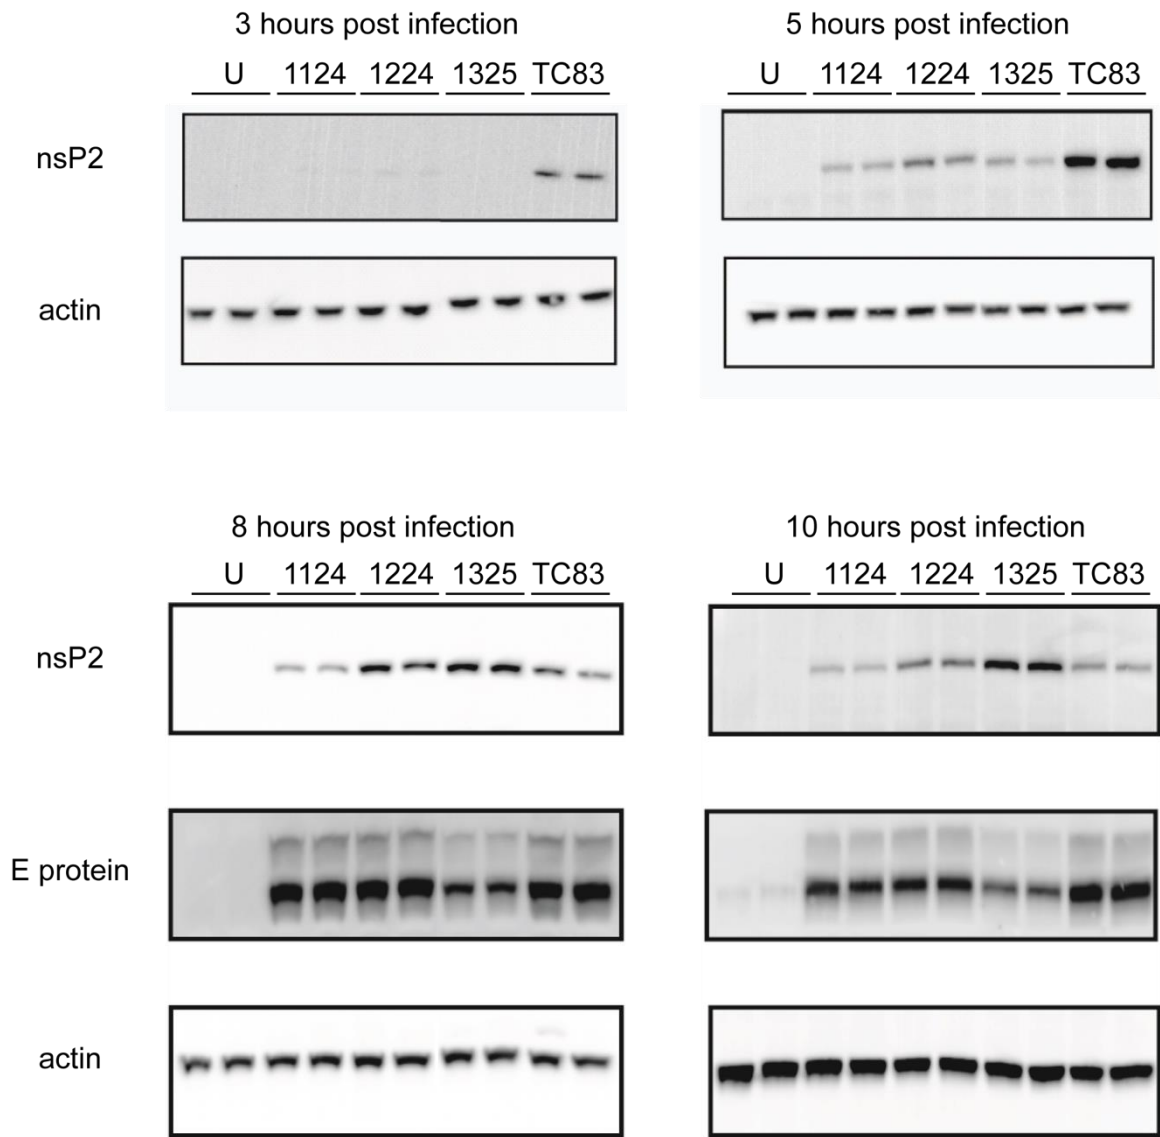 3 hours post infection
U 1124 1224 1325 TC83
nsP2
actin
5 hours post infection
U 1124 1224 1325 TC83
8 hours post infection
U 1124 1224 1325 TC83
nsP2
E protein
actin
10 hours post infection
U 1124 1224 1325 TC83